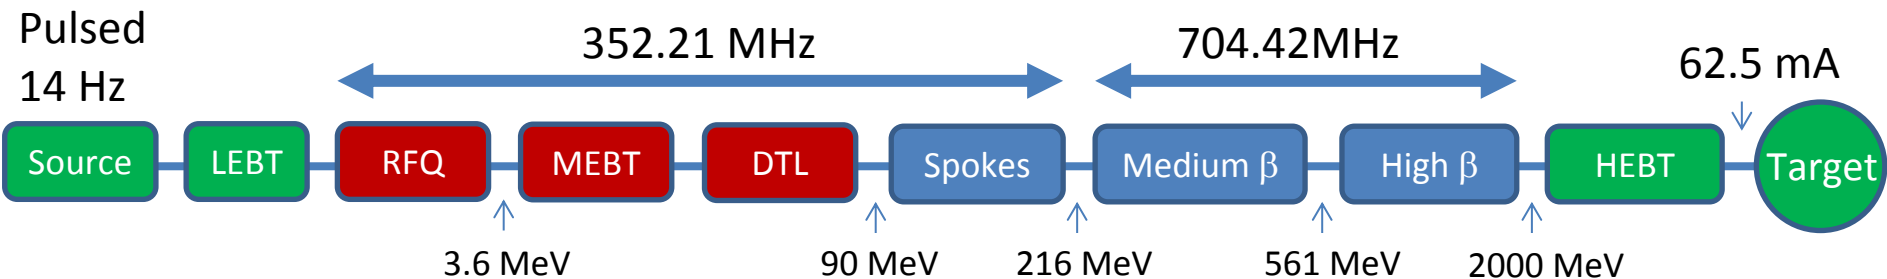 Pulsed
14 Hz
352.21 MHz
704.42MHz
62.5 mA
Source
LEBT
RFQ
MEBT
DTL
Spokes
Medium β
High β
HEBT
Target
3.6 MeV
90 MeV
216 MeV
561 MeV
2000 MeV